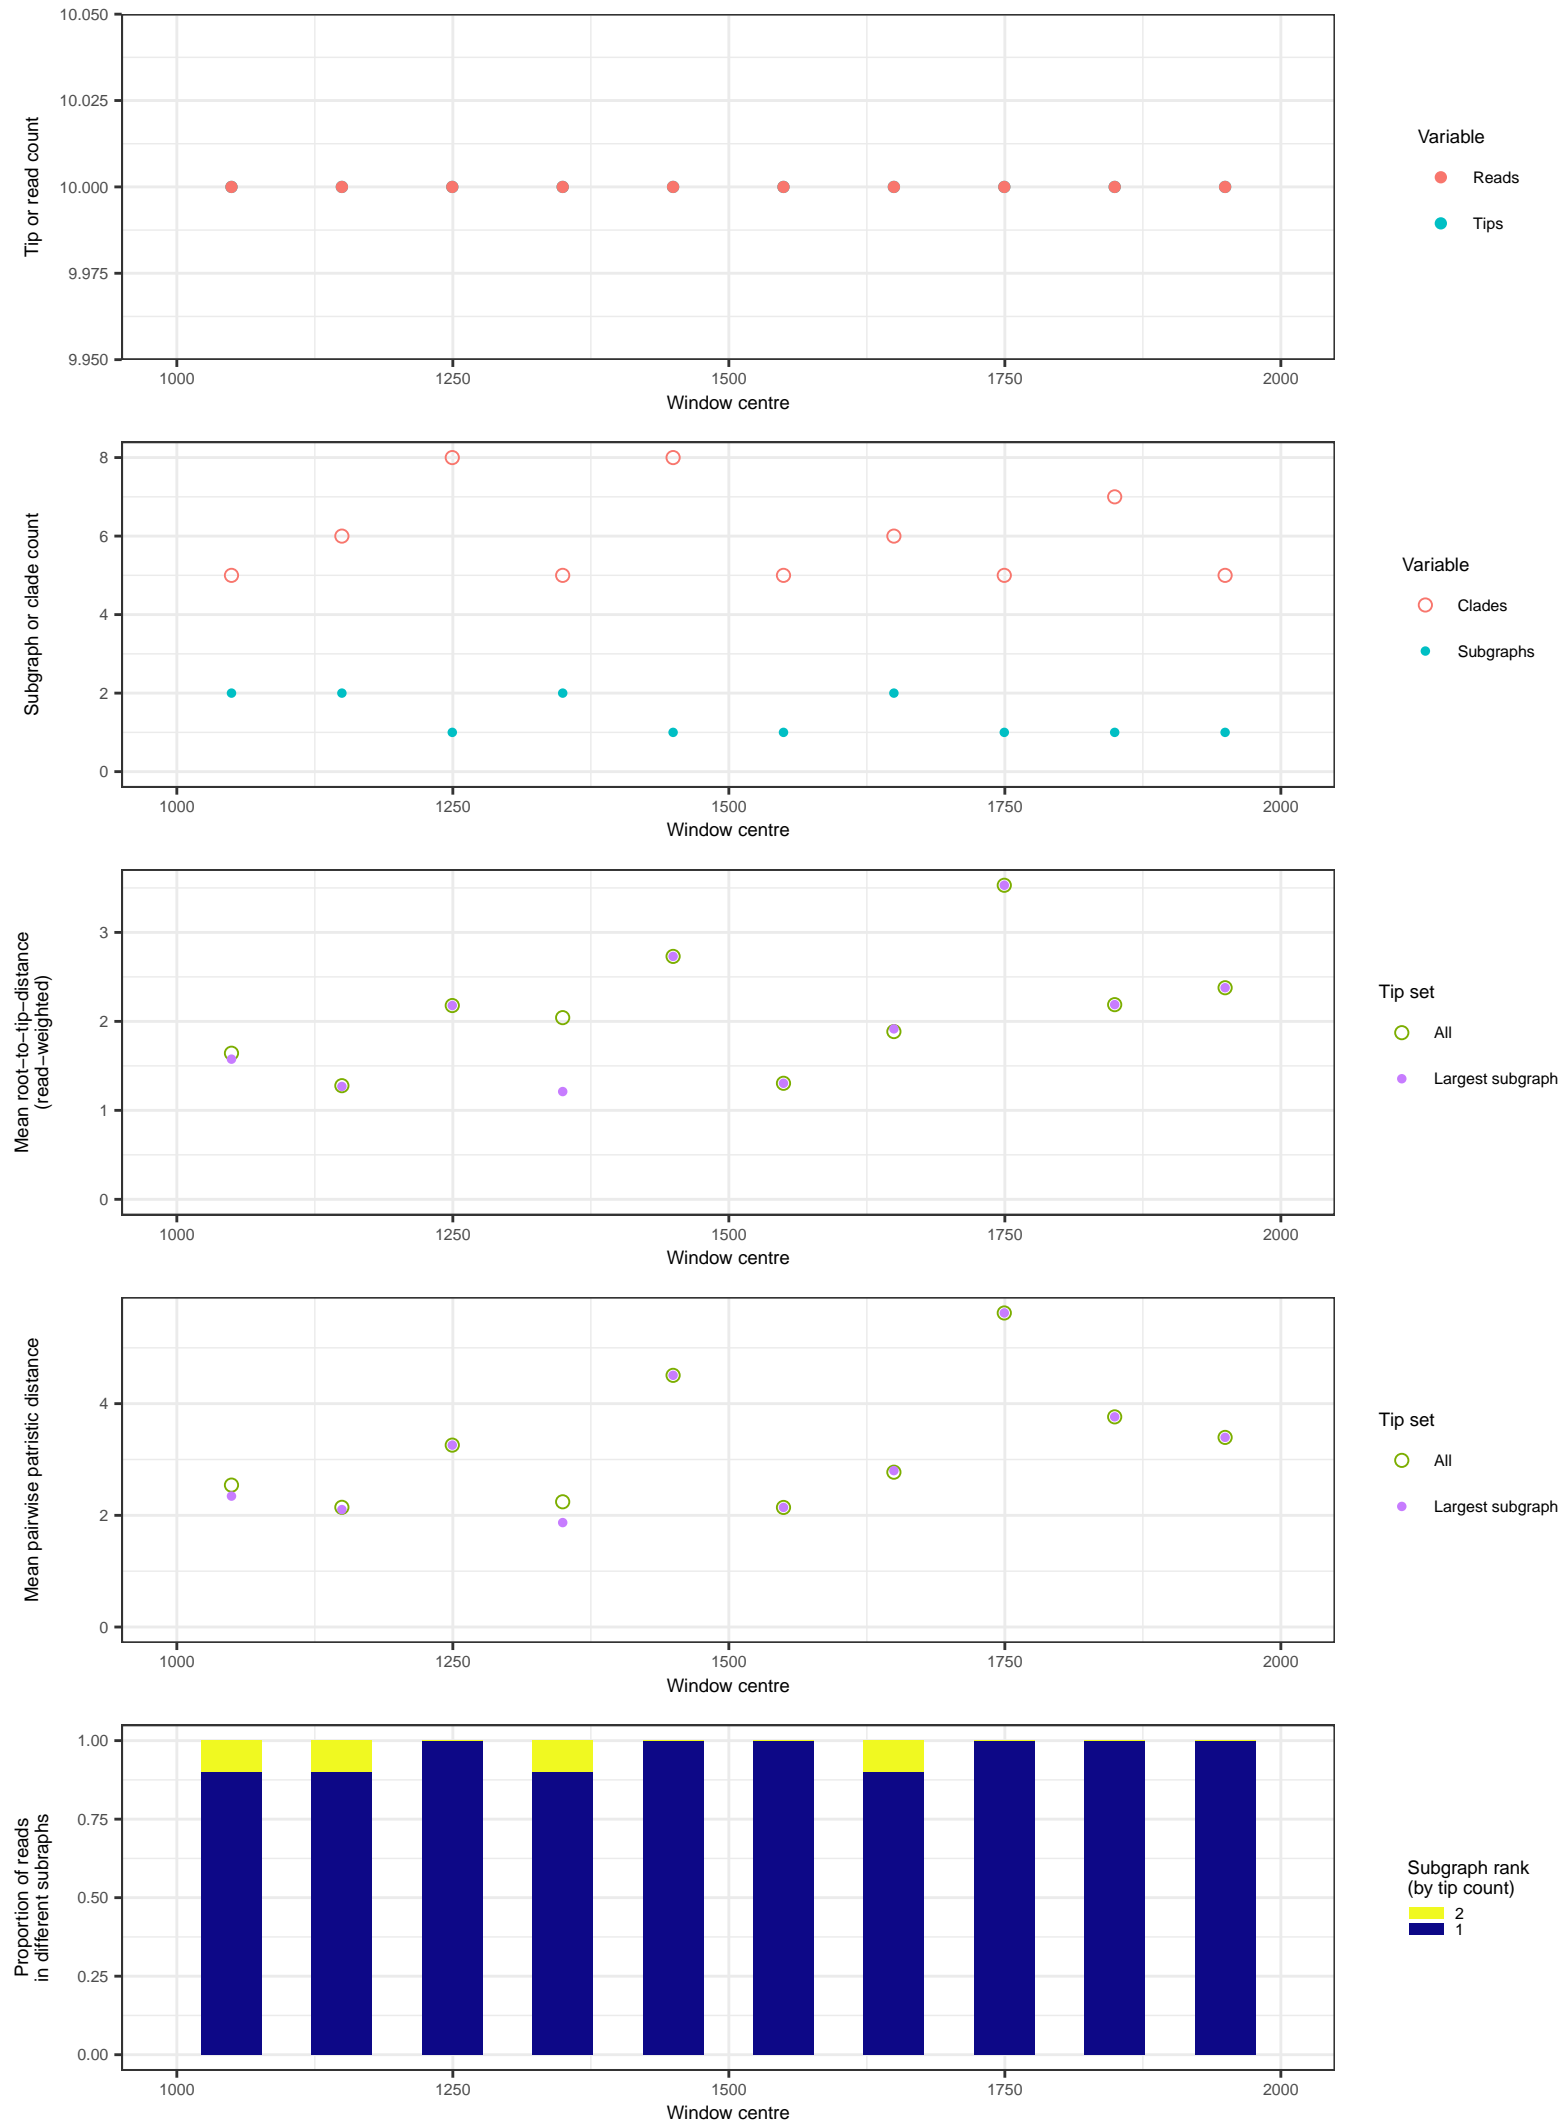 10.050
10.025
10.000
9.975
9.950
Tip or read count
1000 1250 1500 1750 2000
Window centre
Variable
Reads
Tips
8
6
4
2
0
Subgraph or clade count
1000 1250 1500 1750 2000
Window centre
Variable
Clades
Subgraphs
3
2
1
0
Mean root−to−tip−distance
(read−weighted)
1000 1250 1500 1750 2000
Window centre
Tip set
All
Largest subgraph
4
2
0
Mean pairwise patristic distance
1000 1250 1500 1750 2000
Window centre
Tip set
All
Largest subgraph
1.00
0.75
0.50
0.25
0.00
Proportion of reads
in different subraphs
1000 1250 1500 1750 2000
Window centre
Subgraph rank
(by tip count)
2
1